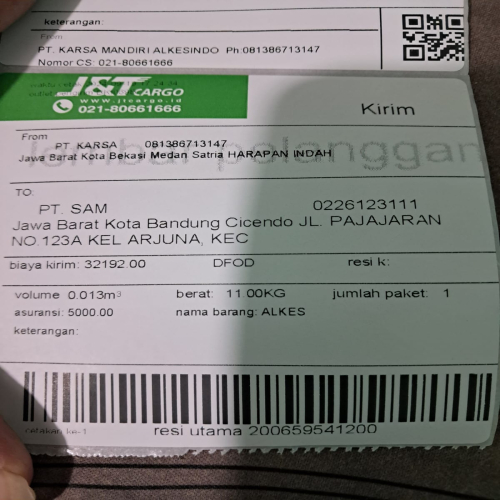 keterangan:
From
PT. KARSA MANDIRI ALKESINDO Ph:081386713147
Nomor CS: 021-80661666
J&T CARGO
www.jtcargo.id
021-80661666
Kirim
From
PT. KARSA 081386713147
Jawa Barat Kota Bekasi Medan Satria HARAPAN INDAH
lembar pelanggan
TO:
PT. SAM 0226123111
Jawa Barat Kota Bandung Cicendo JL. PAJAJARAN
NO.123A KEL ARJUNA, KEC
biaya kirim: 32192.00 DFOD resi k:
volume 0.013m³ berat: 11.00KG jumlah paket: 1
asuransi: 5000.00 nama barang: ALKES
keterangan:
cetakan ke-1 resi utama 200659541200